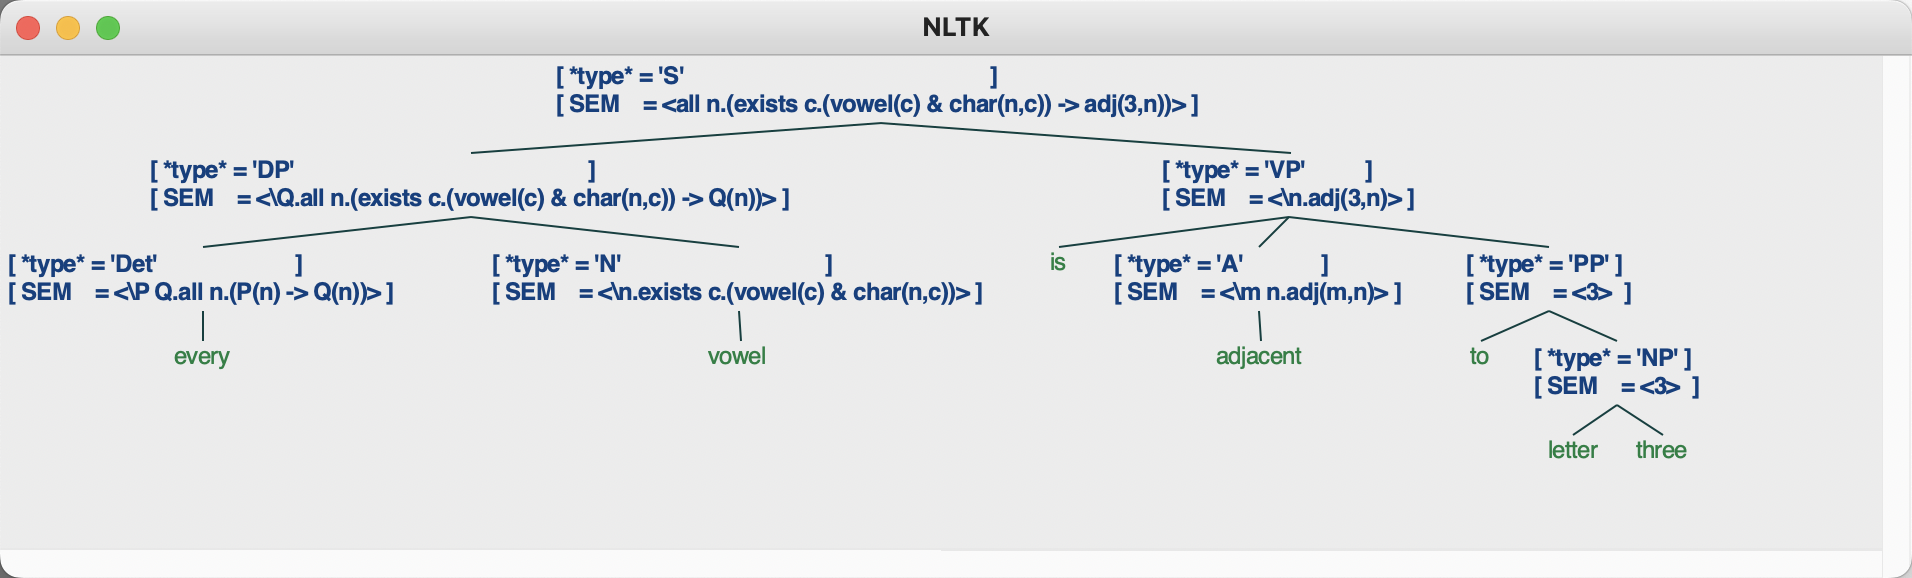 NLTK
[ *type* = 'S' ]
[ SEM = <all n.(exists c.(vowel(c) & char(n,c)) -> adj(3,n))> ]
[ *type* = 'DP' ]
[ SEM = <\Q.all n.(exists c.(vowel(c) & char(n,c)) -> Q(n))> ]
[ *type* = 'VP' ]
[ SEM = <\n.adj(3,n)> ]
[ *type* = 'Det' ]
[ SEM = <\P Q.all n.(P(n) -> Q(n))> ]
[ *type* = 'N' ]
[ SEM = <\n.exists c.(vowel(c) & char(n,c))> ]
is
[ *type* = 'A' ]
[ SEM = <\m n.adj(m,n)> ]
[ *type* = 'PP' ]
[ SEM = <3> ]
every
vowel
adjacent
to
[ *type* = 'NP' ]
[ SEM = <3> ]
letter
three